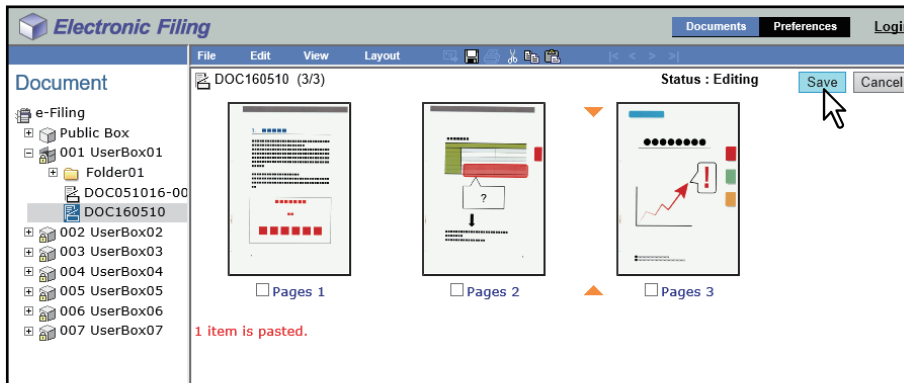 Electronic Filing
Documents Preferences Logi
File Edit View Layout |< < > >|
Document
DOC160510 (3/3) Status : Editing Save Cancel
e-Filing
Public Box
001 UserBox01
Folder01
DOC051016-00
DOC160510
002 UserBox02
003 UserBox03
004 UserBox04
005 UserBox05
006 UserBox06
007 UserBox07
1
?
!
Pages 1 Pages 2 Pages 3
1 item is pasted.